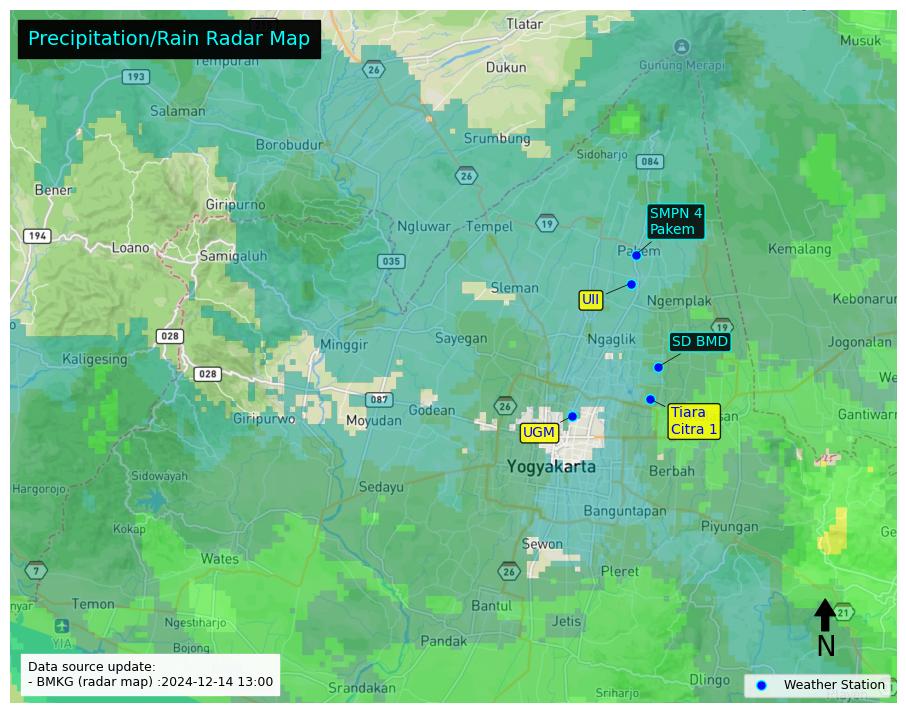 Precipitation/Rain Radar Map
Tlatar
Musuk
Gunung Merapi
Tempuran
26
Dukun
193
Salaman
Srumbung
Borobudur
Sidoharjo
084
26
Bener
Giripurno
SMPN 4
Pakem
Ngluwar
Tempel
19
194
Loano
Samigaluh
035
Pakem
Kemalang
Sleman
UII
Ngemplak
19
028
Minggir
Sayegan
Ngaglik
SD BMD
Jogonalan
Kaligesing
028
087
Godean
26
Tiara
Citra 1
Giripurwo
Moyudan
UGM
Yogyakarta
Berbah
Sidowayah
Hargorojo
Sedayu
Banguntapan
Kokap
Piyungan
Sewon
Wates
7
26
Pleret
Temon
Bantul
21
Ngestiharjo
Jetis
YIA
Bojong
Pandak
N
Data source update:
- BMKG (radar map) :2024-12-14 13:00
Srandakan
Sriharjo
Dlingo
Weather Station